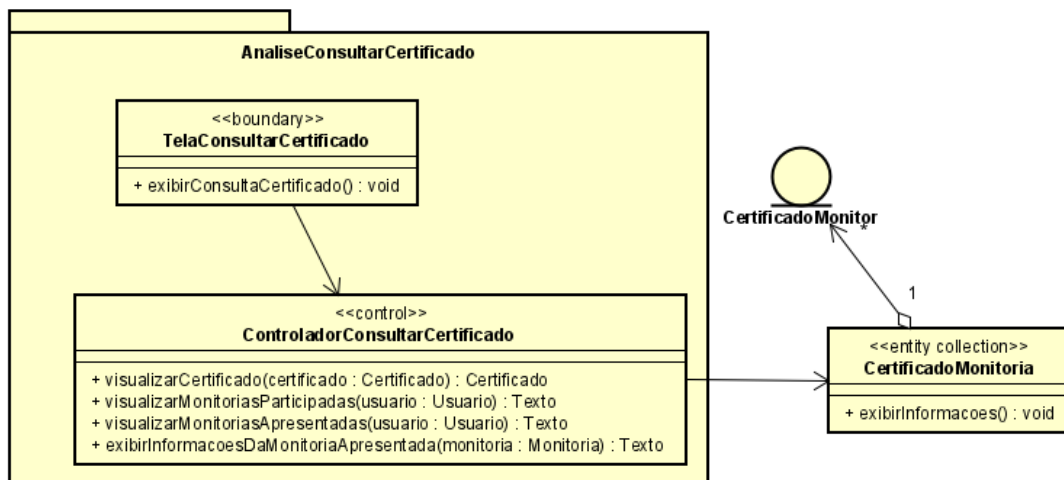 AnaliseConsultarCertificado
<<boundary>>
TelaConsultarCertificado
+ exibirConsultaCertificado() : void
CertificadoMonitor
*
1
<<control>>
ControladorConsultarCertificado
+ visualizarCertificado(certificado : Certificado) : Certificado
+ visualizarMonitoriasParticipadas(usuario : Usuario) : Texto
+ visualizarMonitoriasApresentadas(usuario : Usuario) : Texto
+ exibirInformacoesDaMonitoriaApresentada(monitoria : Monitoria) : Texto
<<entity collection>>
CertificadoMonitoria
+ exibirInformacoes() : void